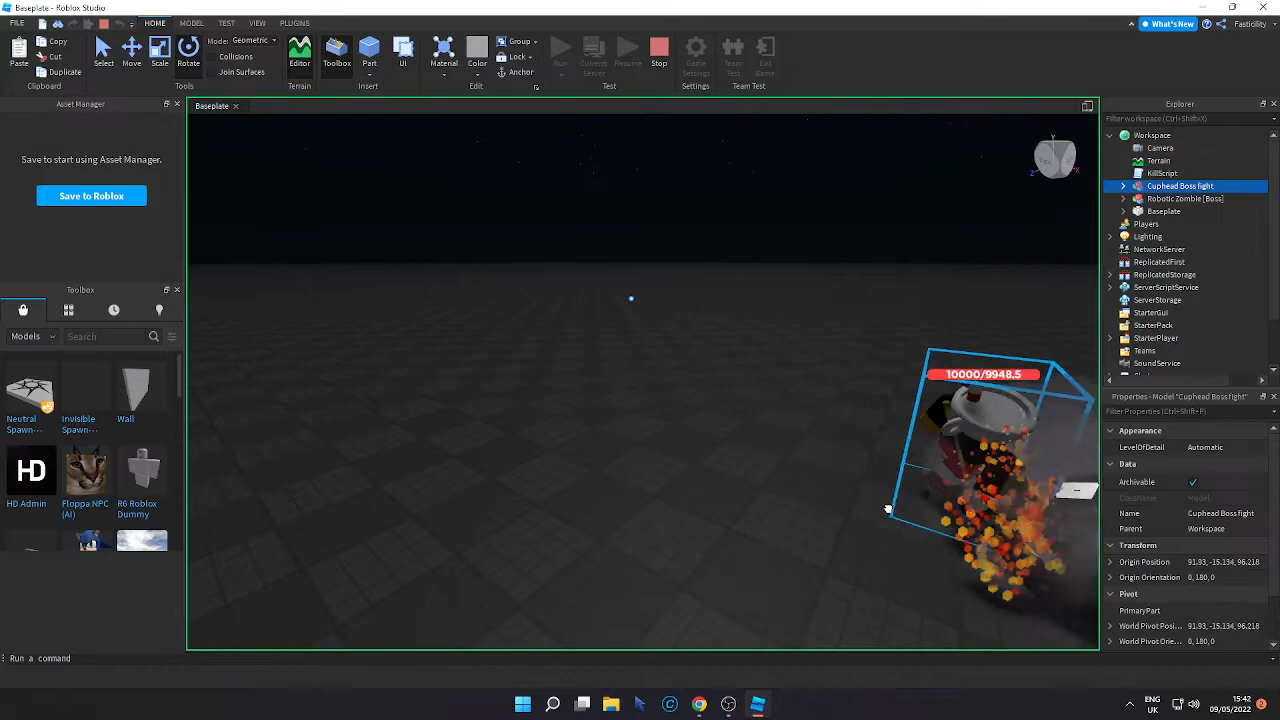 Baseplate - Roblox Studio
FILE HOME MODEL TEST VIEW PLUGINS What's New Fasticility
Paste Copy Cut Duplicate Clipboard
Select Move Scale Rotate Mode: Geometric Collisions Join Surfaces Tools
Editor Terrain Toolbox Part UI Insert
Material Color Group Lock Anchor Edit
Run Current Server Resume Stop Test
Game Settings Settings Team Test Exit Game Team Test
Asset Manager
Save to start using Asset Manager.
Save to Roblox
Toolbox
Models Search
Neutral Spawn... Invisible Spawn... Wall
HD
HD Admin Floppa NPC (AI) R6 Roblox Dummy
Baseplate
Y
Z X
10000/9948.5
Explorer
Filter workspace (Ctrl+Shift+X)
Workspace
Camera
Terrain
KillScript
Cuphead Boss fight
Robotic Zombie [Boss]
Baseplate
Players
Lighting
NetworkServer
ReplicatedFirst
ReplicatedStorage
ServerScriptService
ServerStorage
StarterGui
StarterPack
StarterPlayer
Teams
SoundService
Properties - Model "Cuphead Boss fight"
Filter Properties (Ctrl+Shift+P)
Appearance
LevelOfDetail Automatic
Data
Archivable
ClassName Model
Name Cuphead Boss fight
Parent Workspace
Transform
Origin Position 91.93, -15.134, 96.218
Origin Orientation 0, 180, 0
Pivot
PrimaryPart
World Pivot Posi... 91.93, -15.134, 96.218
World Pivot Orie... 0, 180, 0
Run a command
ENG
UK
15:42
09/05/2022
2